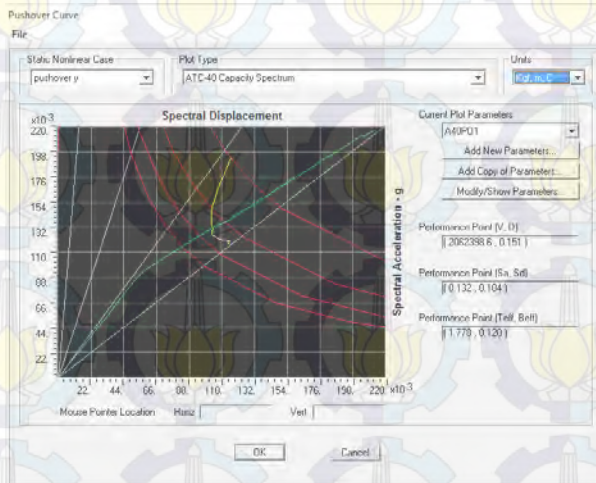 Pushover Curve
File
Static Nonlinear Case
Plot Type
Units
pushover y
ATC-40 Capacity Spectrum
Kgf, m, C
x10-3
Spectral Displacement
Current Plot Parameters
220.
A40PO1
198.
Add New Parameters...
176.
Add Copy of Parameters...
154.
Modify/Show Parameters...
132.
Performance Point (V, D)
( 2062398.6 , 0.151 )
110.
Spectral Acceleration - g
88.
Performance Point (Sa, Sd)
( 0.132 , 0.104 )
66.
44.
Performance Point (Teff, Beff)
( 1.778 , 0.120 )
22.
22. 44. 66. 88. 110. 132. 154. 176. 198. 220. x10-3
Mouse Pointer Location Horiz Vert
OK Cancel